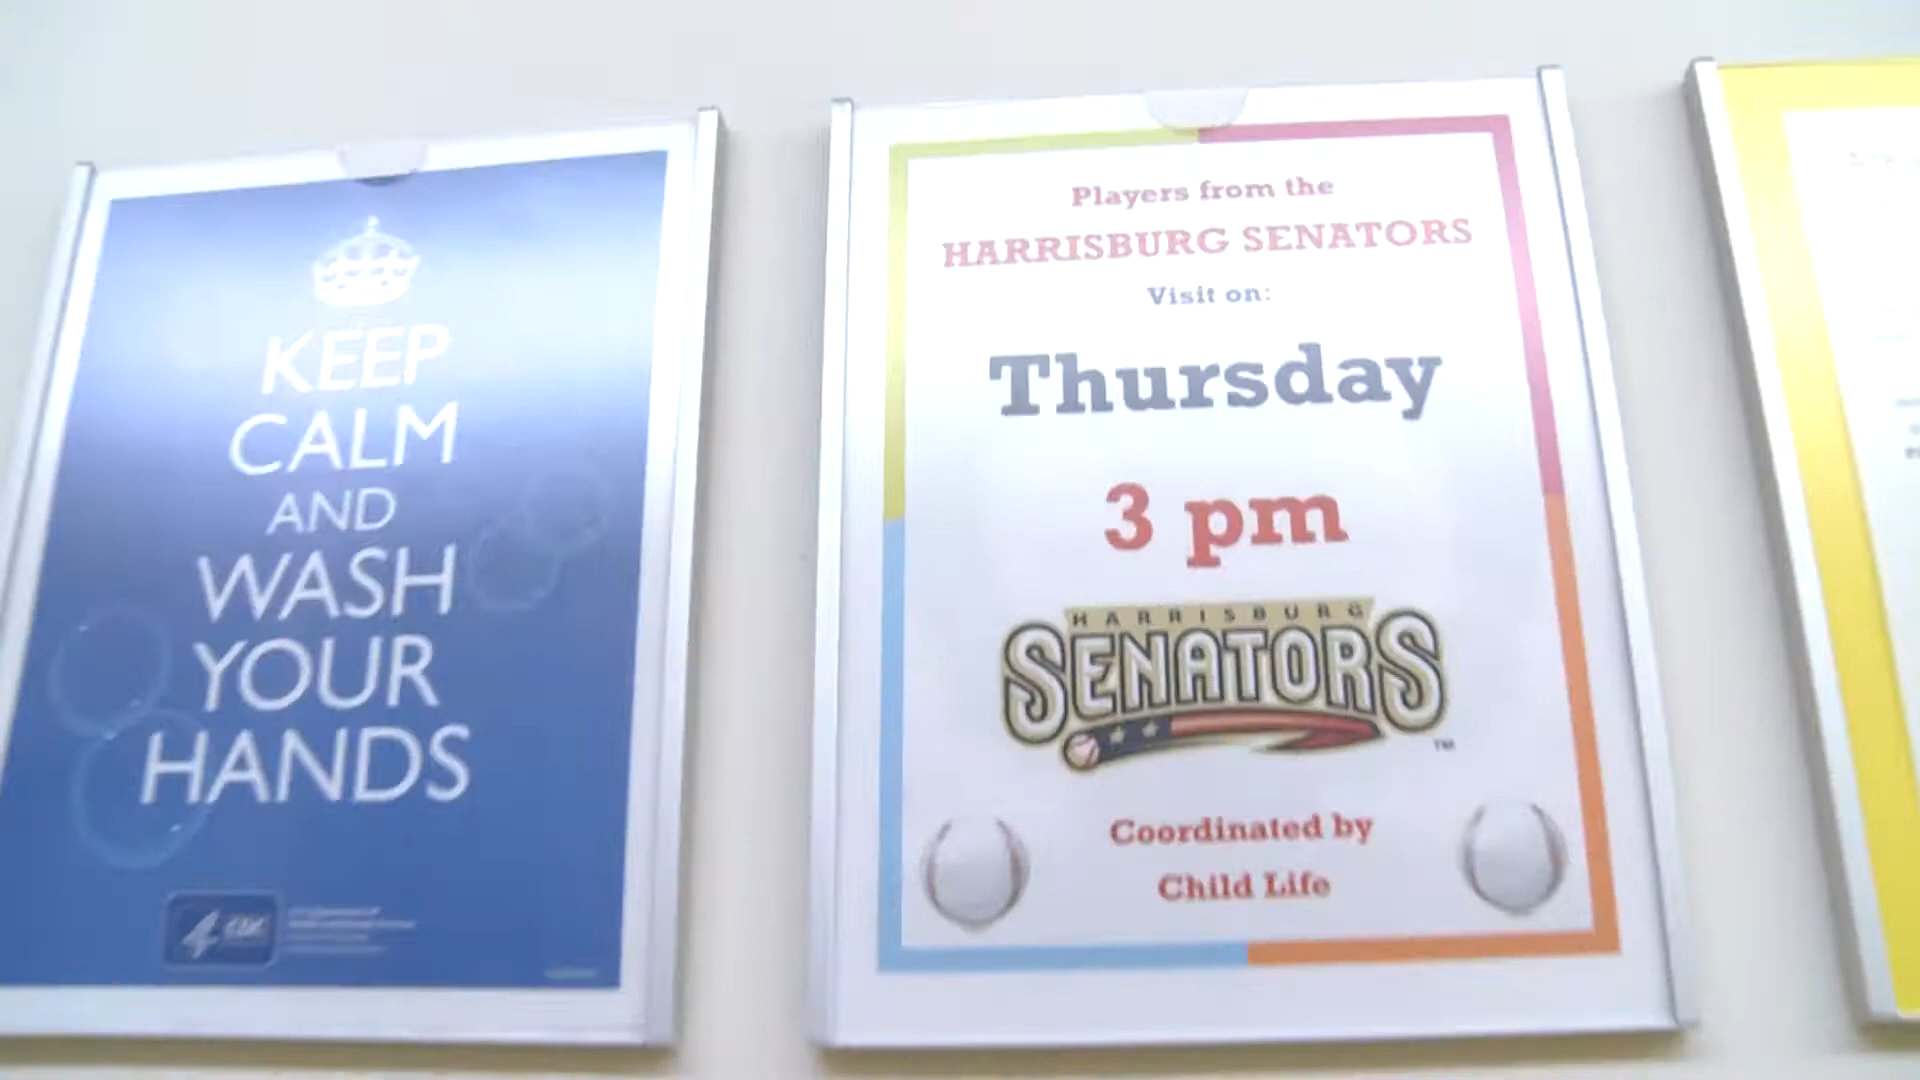 KEEP
CALM
AND
WASH
YOUR
HANDS
CDC
Players from the
HARRISBURG SENATORS
Visit on:
Thursday
3 pm
HARRISBURG
SENATORS
TM
Coordinated by
Child Life